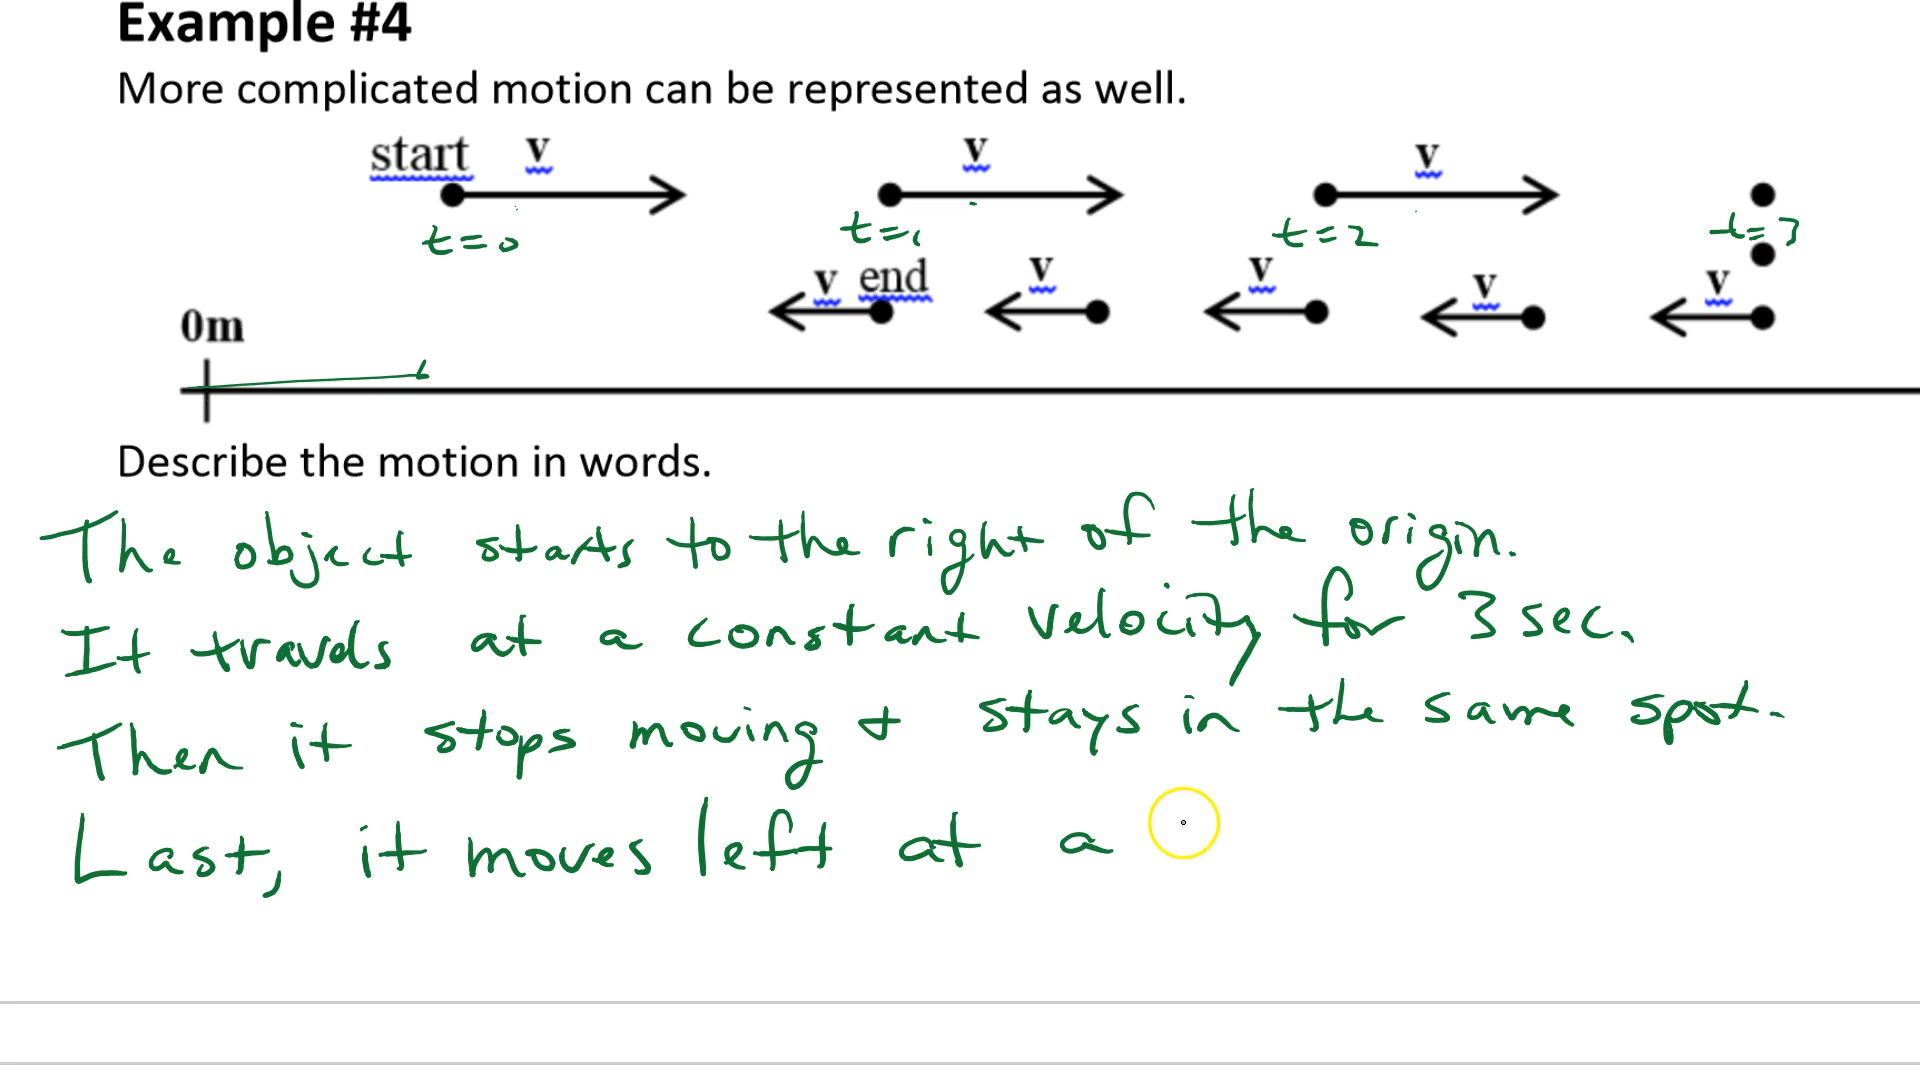 Example #4
More complicated motion can be represented as well.
start v v v
t=0 t=1 t=2 t=3
v end v v v v
0m
Describe the motion in words.
The object starts to the right of the origin.
It travels at a constant velocity for 3 sec.
Then it stops moving + stays in the same spot.
Last, it moves left at a